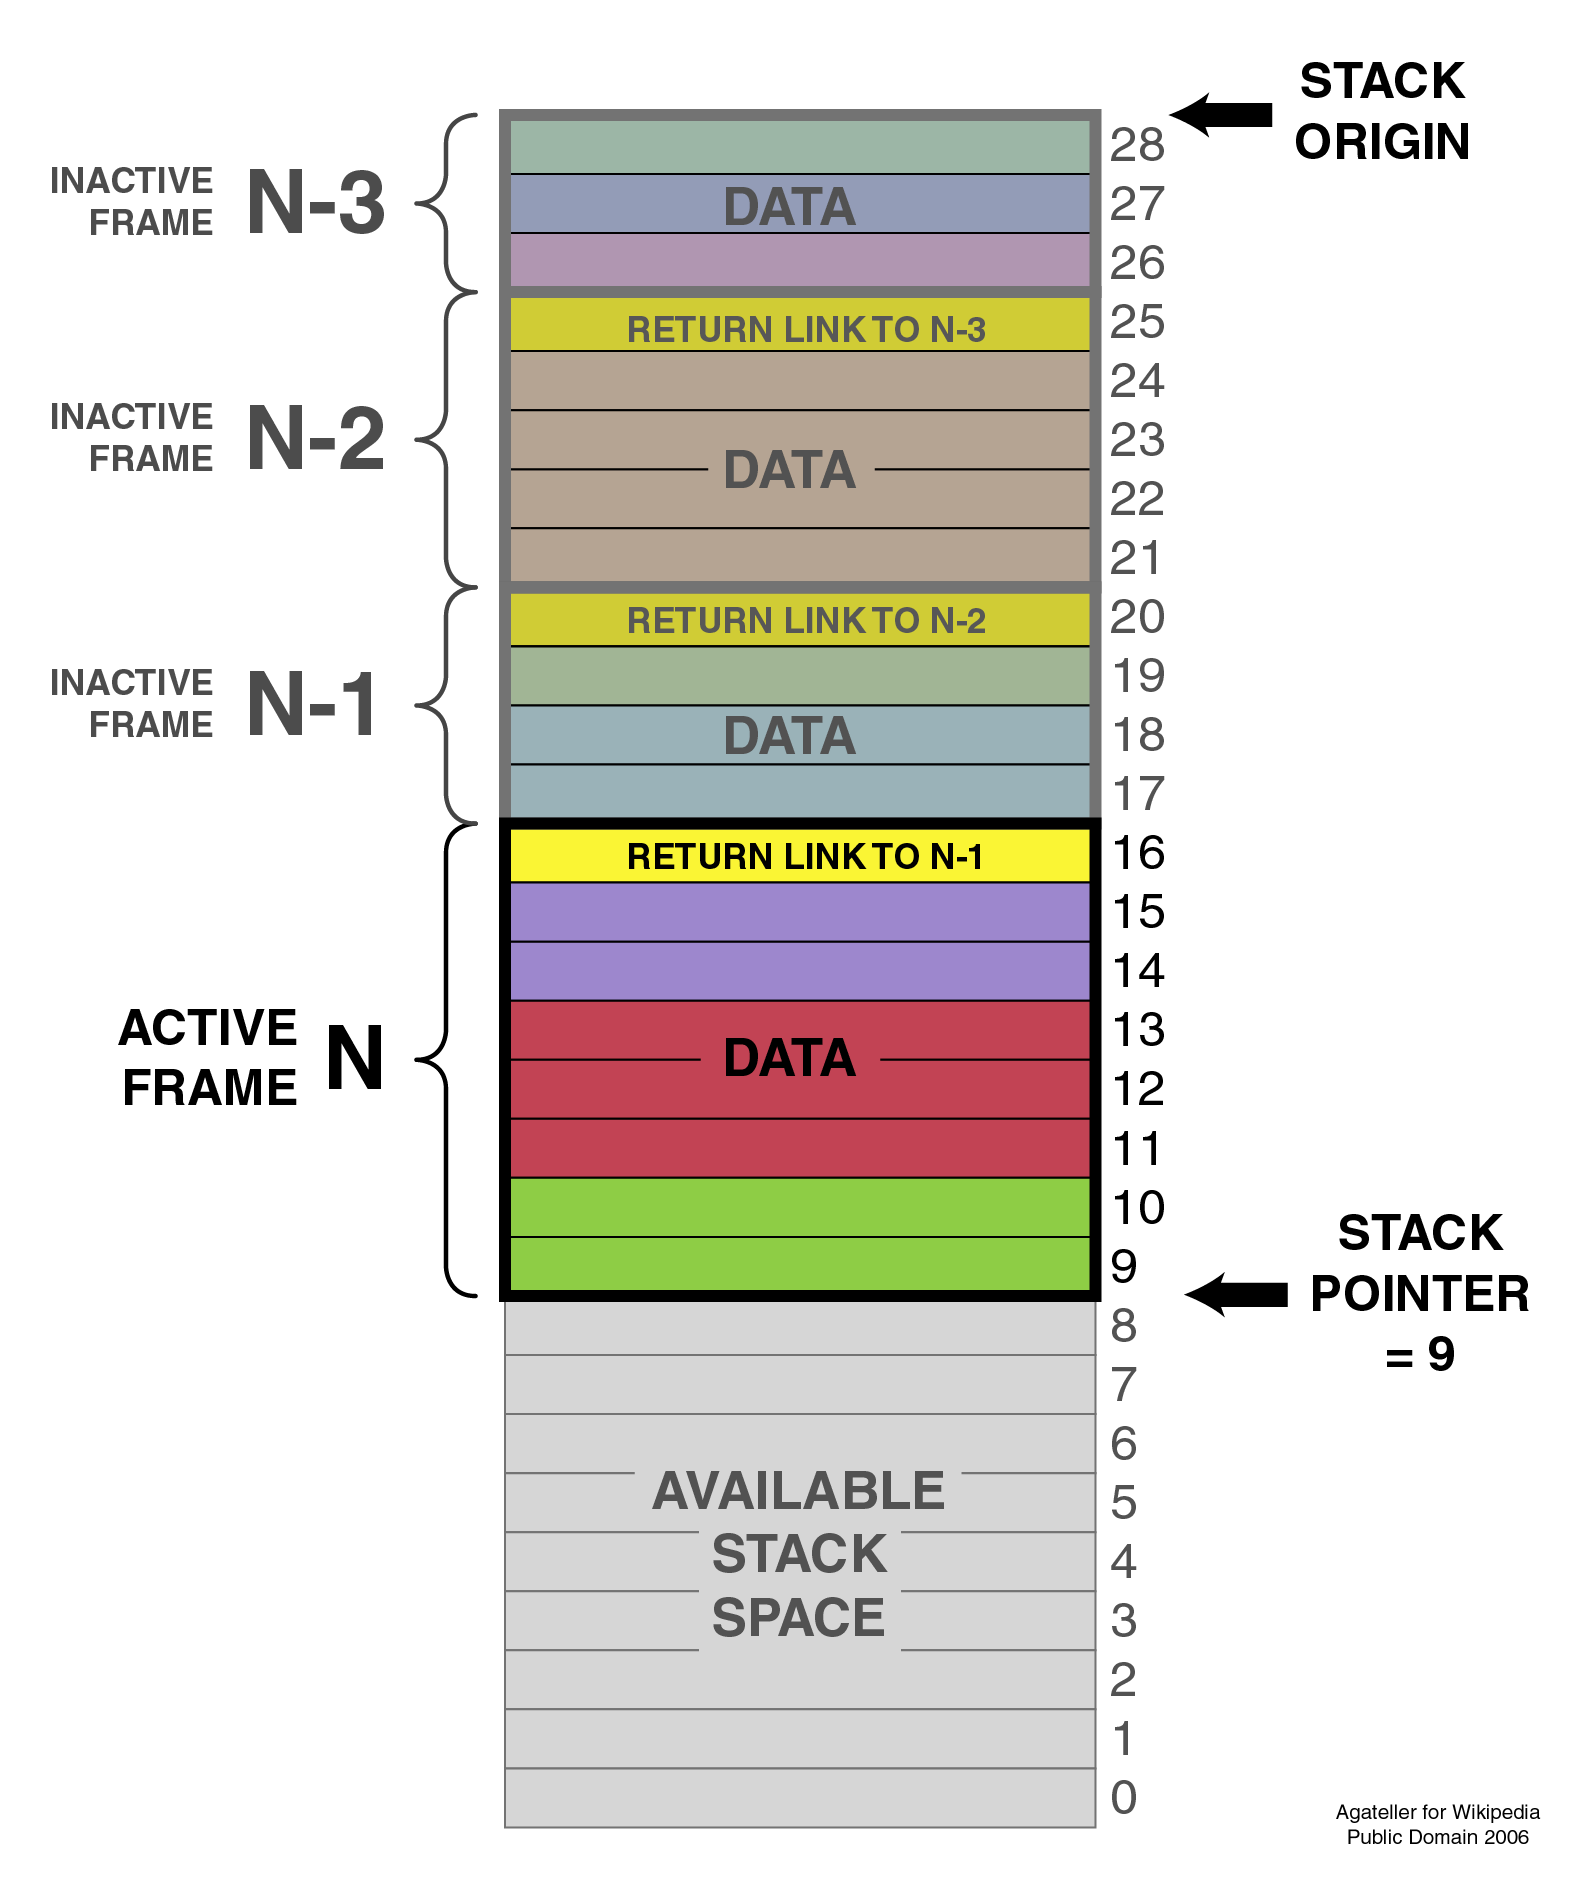 STACK
ORIGIN
28
INACTIVE
FRAME
N-3
DATA
27
26
RETURN LINK TO N-3
25
24
INACTIVE
FRAME
N-2
23
DATA
22
21
RETURN LINK TO N-2
20
19
INACTIVE
FRAME
N-1
DATA
18
17
RETURN LINK TO N-1
16
15
14
ACTIVE
FRAME
N
13
DATA
12
11
10
9
STACK
POINTER
= 9
8
7
6
AVAILABLE
STACK
SPACE
5
4
3
2
1
0
Agateller for Wikipedia
Public Domain 2006